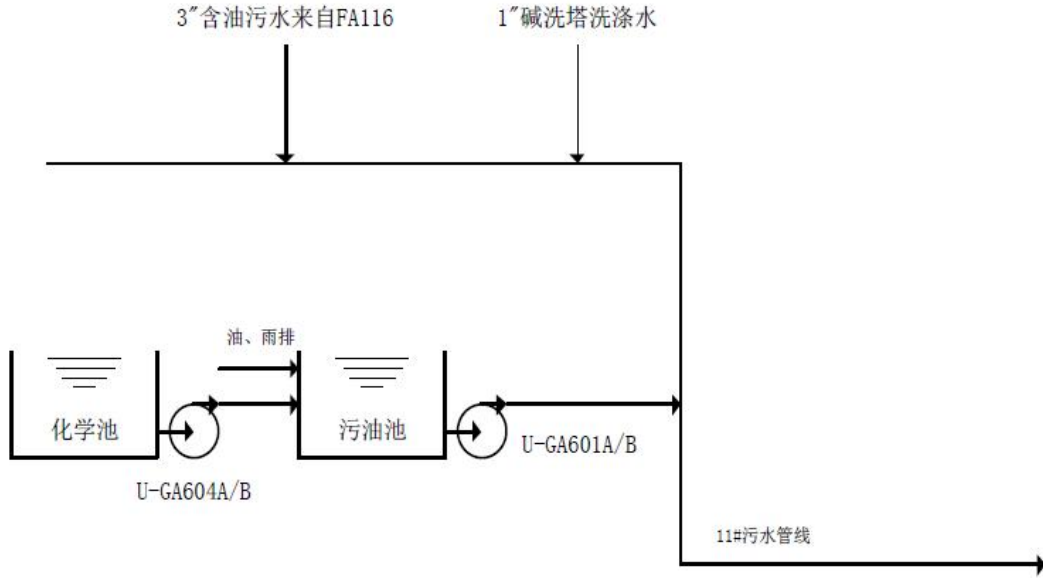 3″含油污水来自FA116
1″碱洗塔洗涤水
油、雨排
化学池
污油池
U-GA601A/B
U-GA604A/B
11#污水管线